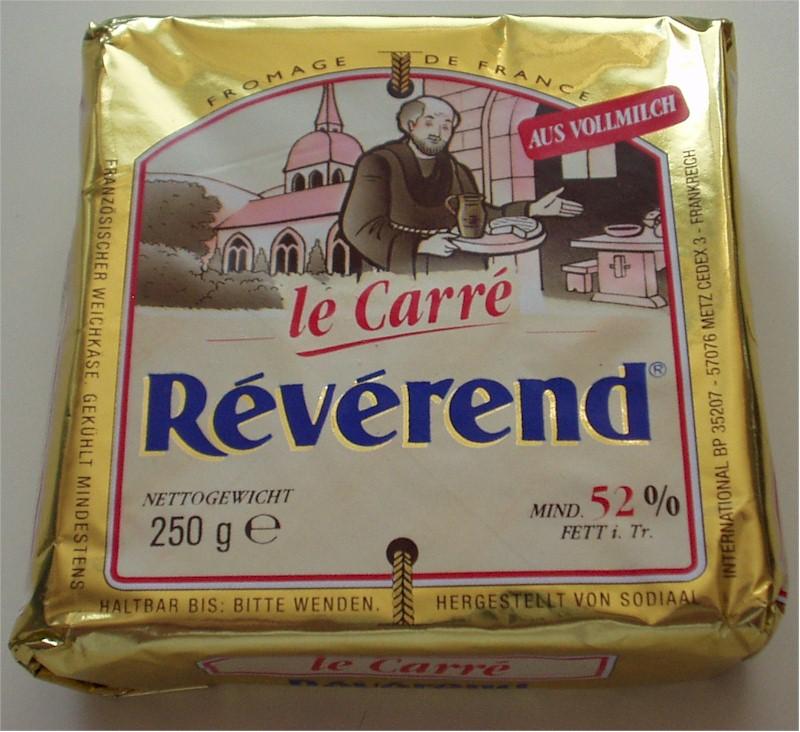 FROMAGE DE FRANCE
AUS VOLLMILCH
le Carré
Révérend®
NETTOGEWICHT
250 g ℮
MIND. 52 %
FETT i. Tr.
FRANZÖSISCHER WEICHKÄSE. GEKÜHLT MINDESTENS
HALTBAR BIS: BITTE WENDEN.
HERGESTELLT VON SODIAAL
INTERNATIONAL BP 35207 - 57076 METZ CEDEX 3 - FRANKREICH
le Carré
Révérend